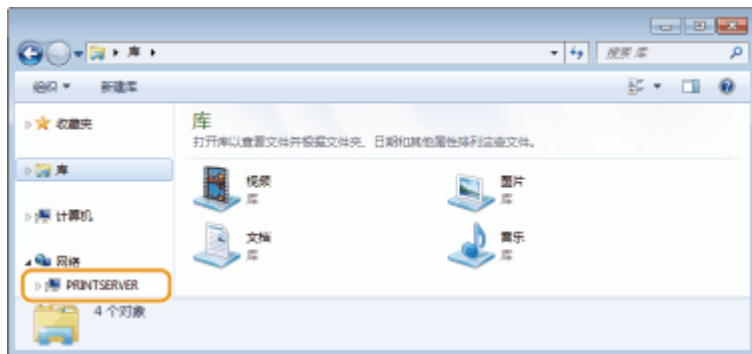 库
搜索 库
组织
新建库
收藏夹
库
计算机
网络
PRINTSERVER
库
打开库以查看文件并根据文件夹、日期和其他属性排列这些文件。
视频
库
图片
库
文档
库
音乐
库
4 个对象